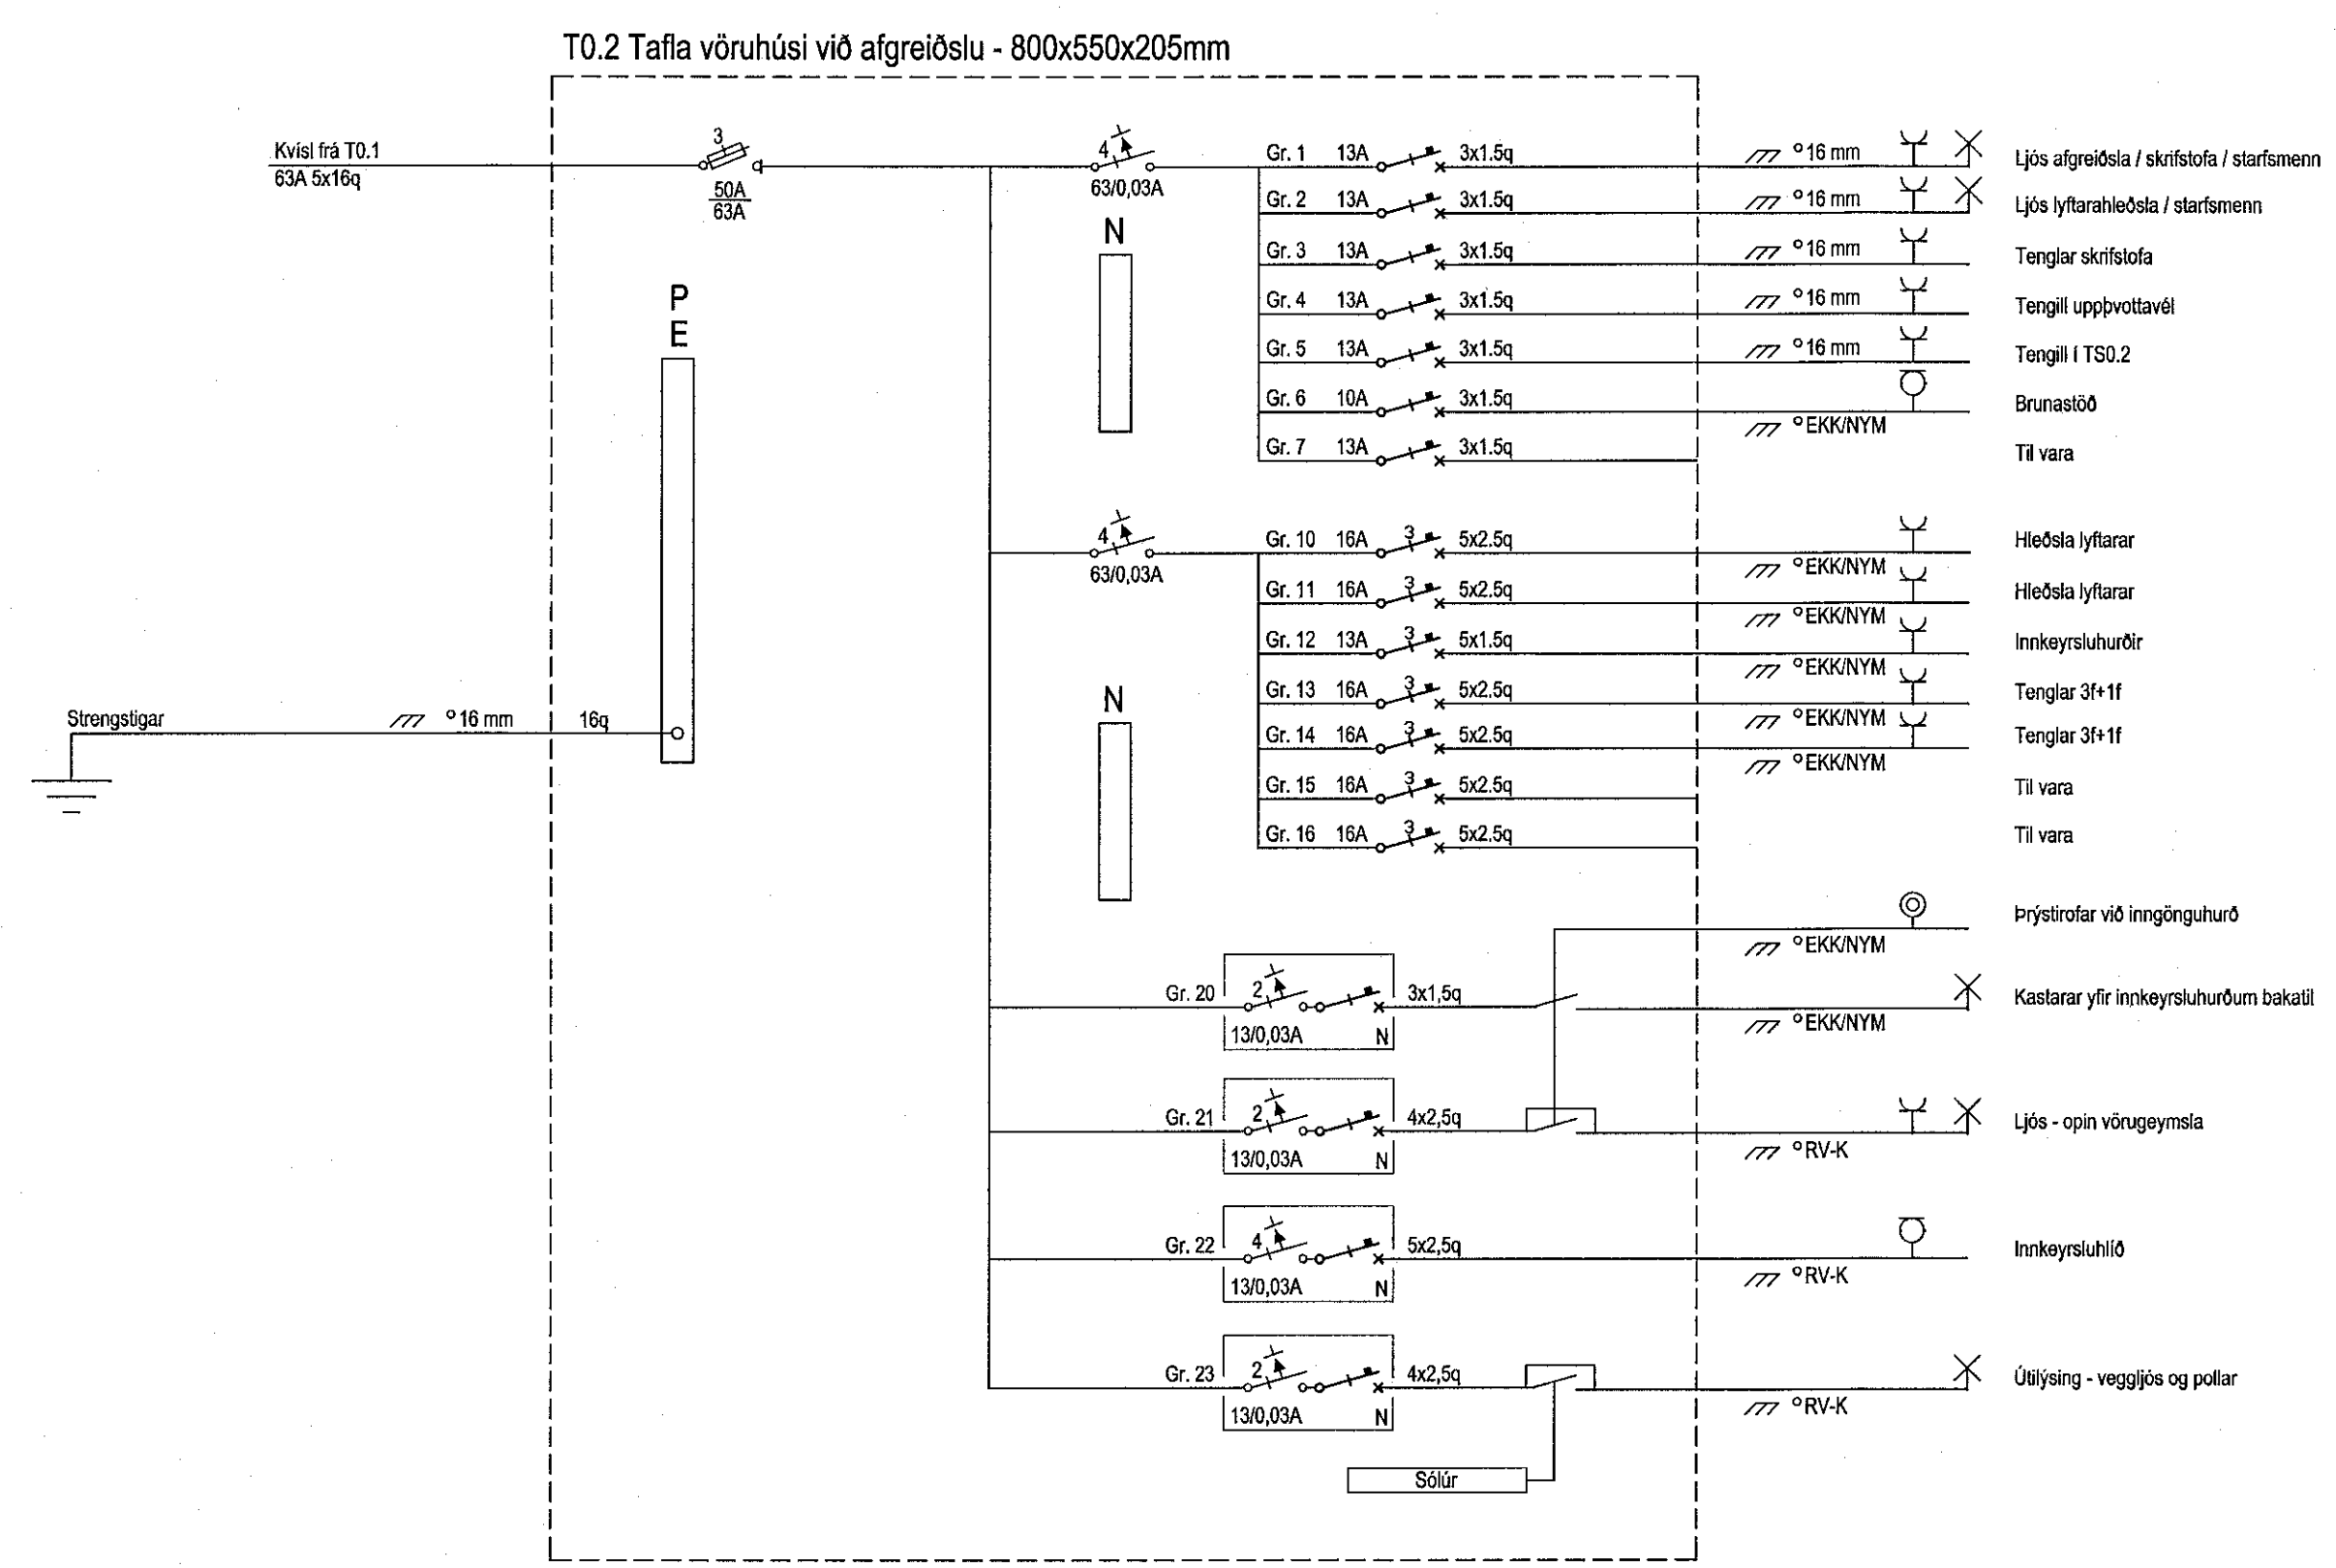 T0.2 Tafla vöruhúsi við afgreiðslu - 800x550x205mm
Kvísl frá T0.1
63A 5x16q
3
50A
63A
4
63/0,03A
N
P
E
Gr. 1 13A 3x1.5q °16 mm Ljós afgreiðsla / skrifstofa / starfsmenn
Gr. 2 13A 3x1.5q °16 mm Ljós lyftarahleðsla / starfsmenn
Gr. 3 13A 3x1.5q °16 mm Tenglar skrifstofa
Gr. 4 13A 3x1.5q °16 mm Tengill uppþvottavél
Gr. 5 13A 3x1.5q °16 mm Tengill í TS0.2
Gr. 6 10A 3x1.5q °EKK/NYM Brunastöð
Gr. 7 13A 3x1.5q Til vara
4
63/0,03A
N
Gr. 10 16A 3 5x2.5q °EKK/NYM Hleðsla lyftarar
Gr. 11 16A 3 5x2.5q °EKK/NYM Hleðsla lyftarar
Gr. 12 13A 3 5x1.5q °EKK/NYM Innkeyrsluhurðir
Gr. 13 16A 3 5x2.5q °EKK/NYM Tenglar 3f+1f
Gr. 14 16A 3 5x2.5q °EKK/NYM Tenglar 3f+1f
Gr. 15 16A 3 5x2.5q Til vara
Gr. 16 16A 3 5x2.5q Til vara
Strengstigar °16 mm 16q
°EKK/NYM Þrýstirofar við inngönguhurð
Gr. 20 2 3x1,5q °EKK/NYM Kastarar yfir innkeyrsluhurðum bakatil
13/0,03A N
Gr. 21 2 4x2,5q °RV-K Ljós - opin vörugeymsla
13/0,03A N
Gr. 22 4 5x2,5q °RV-K Innkeyrsluhlíð
13/0,03A N
Gr. 23 2 4x2,5q °RV-K Útilýsing - veggljós og pollar
13/0,03A N
Sólúr